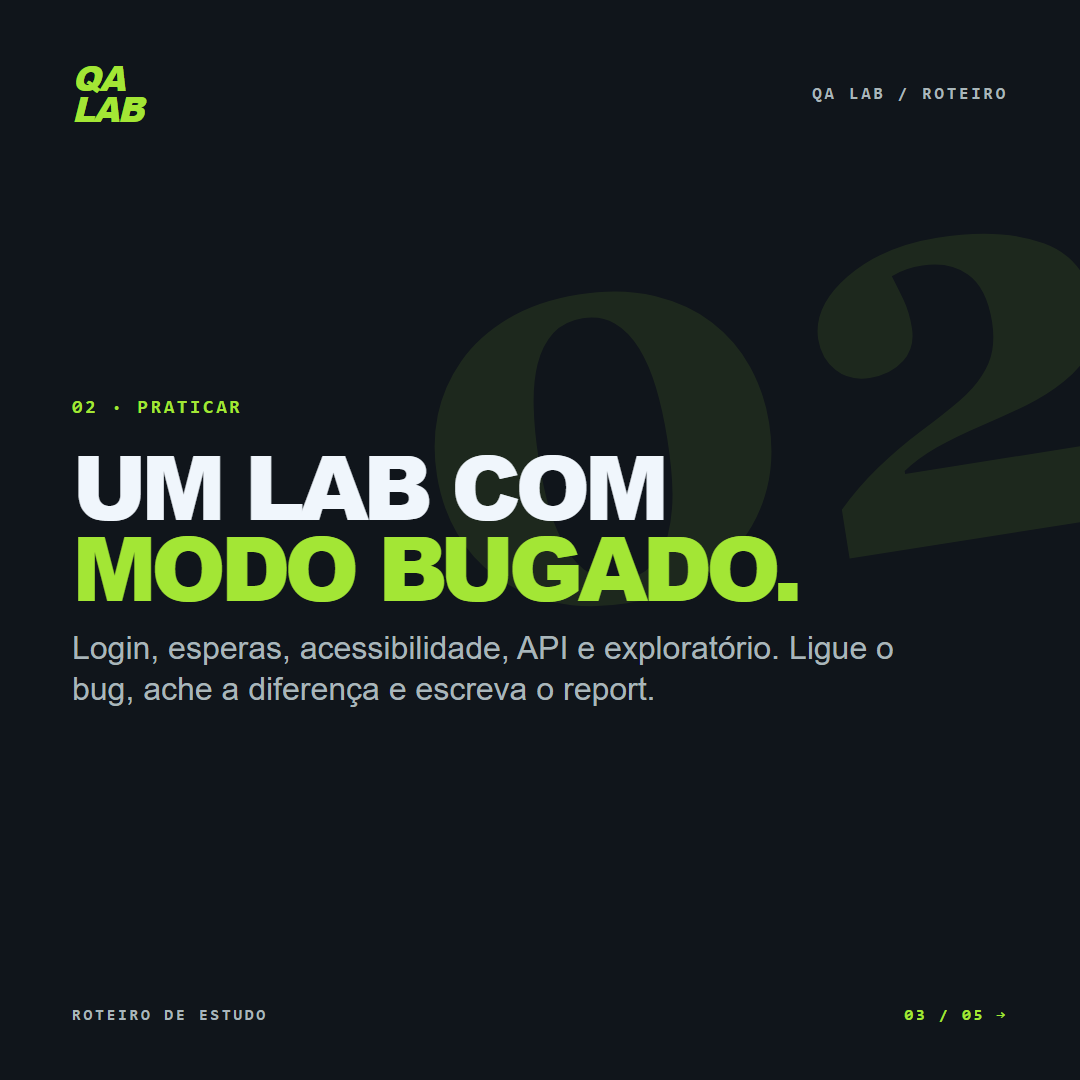 QA
LAB
QA LAB / ROTEIRO
02
02 · PRATICAR
UM LAB COM
MODO BUGADO.
Login, esperas, acessibilidade, API e exploratório. Ligue o
bug, ache a diferença e escreva o report.
ROTEIRO DE ESTUDO
03 / 05 →